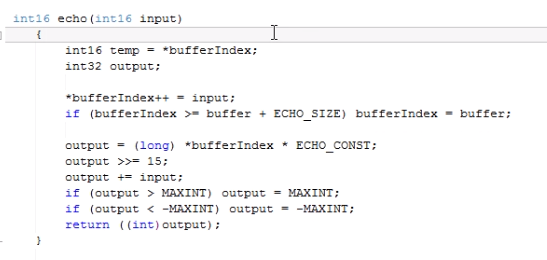 int16 echo(int16 input)
{
int16 temp = *bufferIndex;
int32 output;
*bufferIndex++ = input;
if (bufferIndex >= buffer + ECHO_SIZE) bufferIndex = buffer;
output = (long) *bufferIndex * ECHO_CONST;
output >>= 15;
output += input;
if (output > MAXINT) output = MAXINT;
if (output < -MAXINT) output = -MAXINT;
return ((int)output);
}